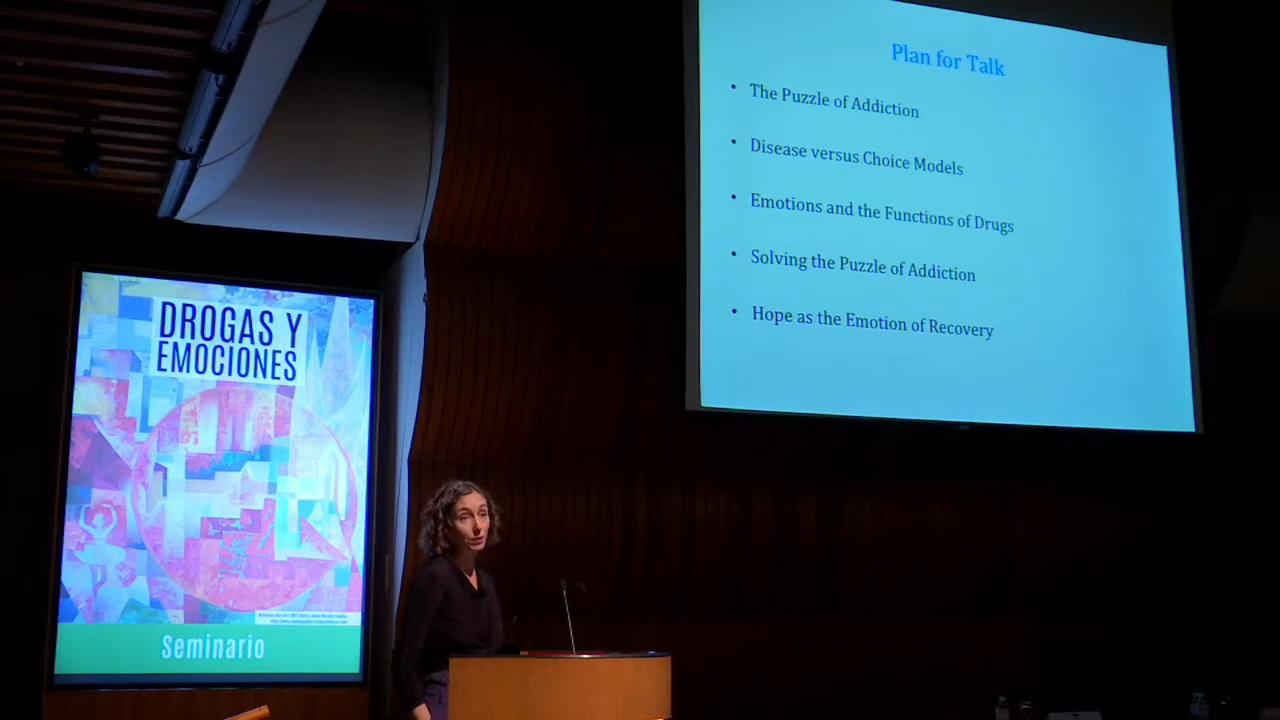 DROGAS Y
EMOCIONES
Seminario
Plan for Talk
• The Puzzle of Addiction
• Disease versus Choice Models
• Emotions and the Functions of Drugs
• Solving the Puzzle of Addiction
• Hope as the Emotion of Recovery